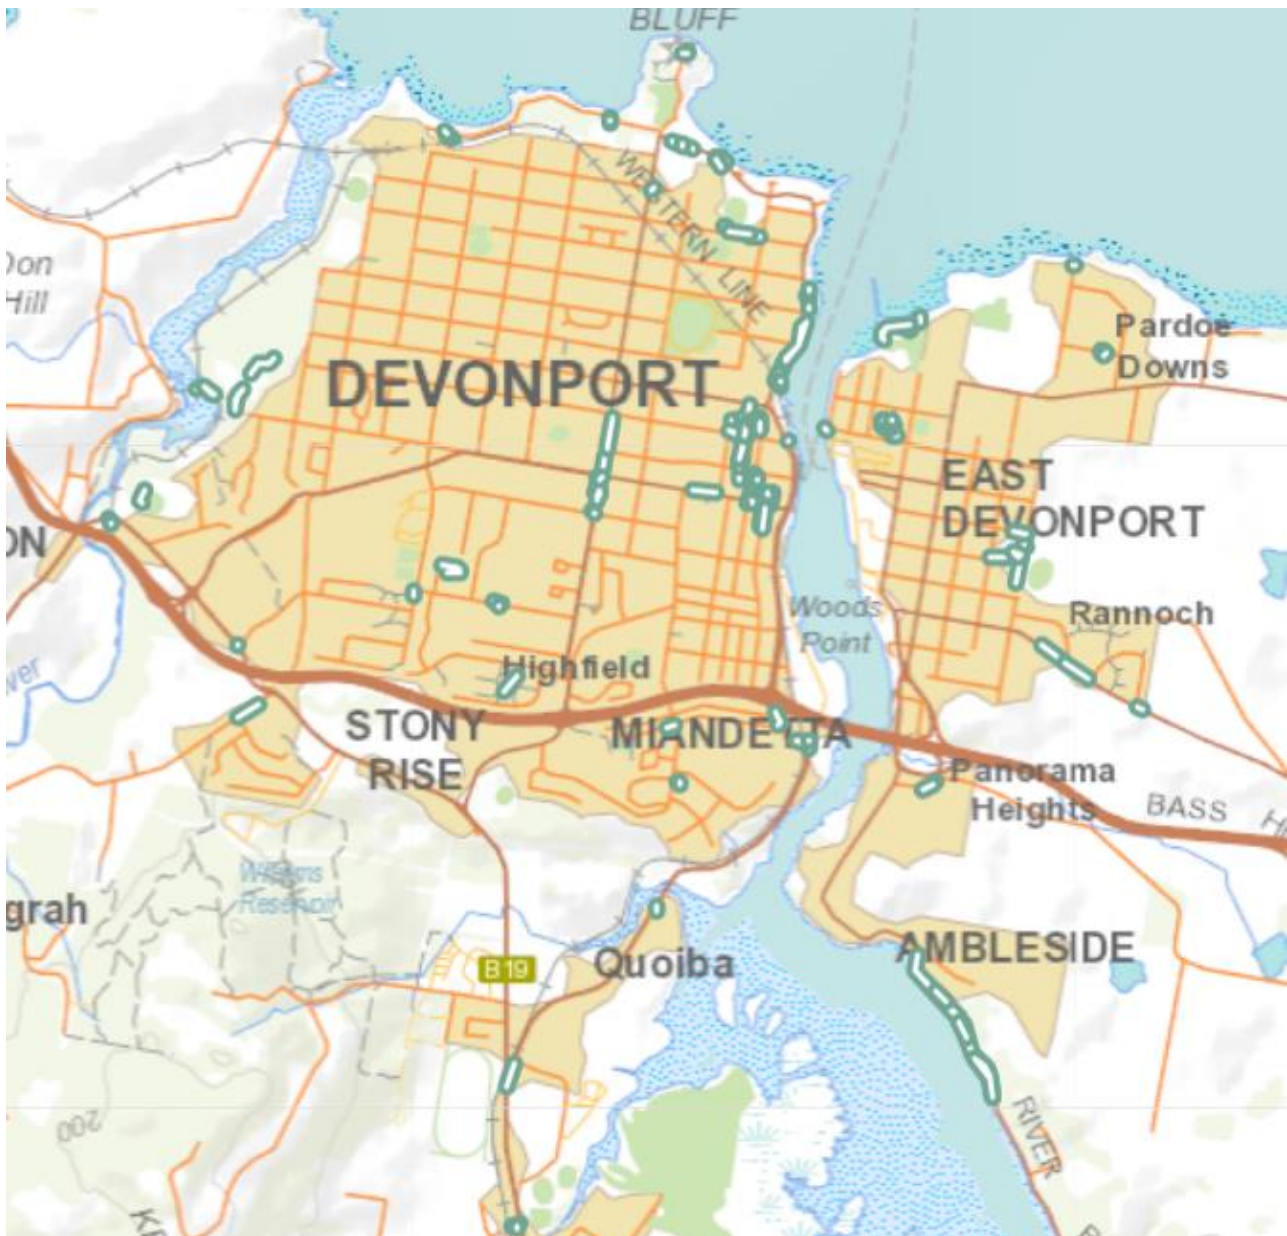 BLUFF
WESTERN LINE
Don
Hill
DEVONPORT
Pardoe
Downs
EAST
DEVONPORT
ON
Woods
Point
Rannoch
Highfield
STONY
RISE
MIANDETTA
Panorama
Heights
BASS H
Reservoir
grah
B19
Quoiba
AMBLESIDE
RIVER
200